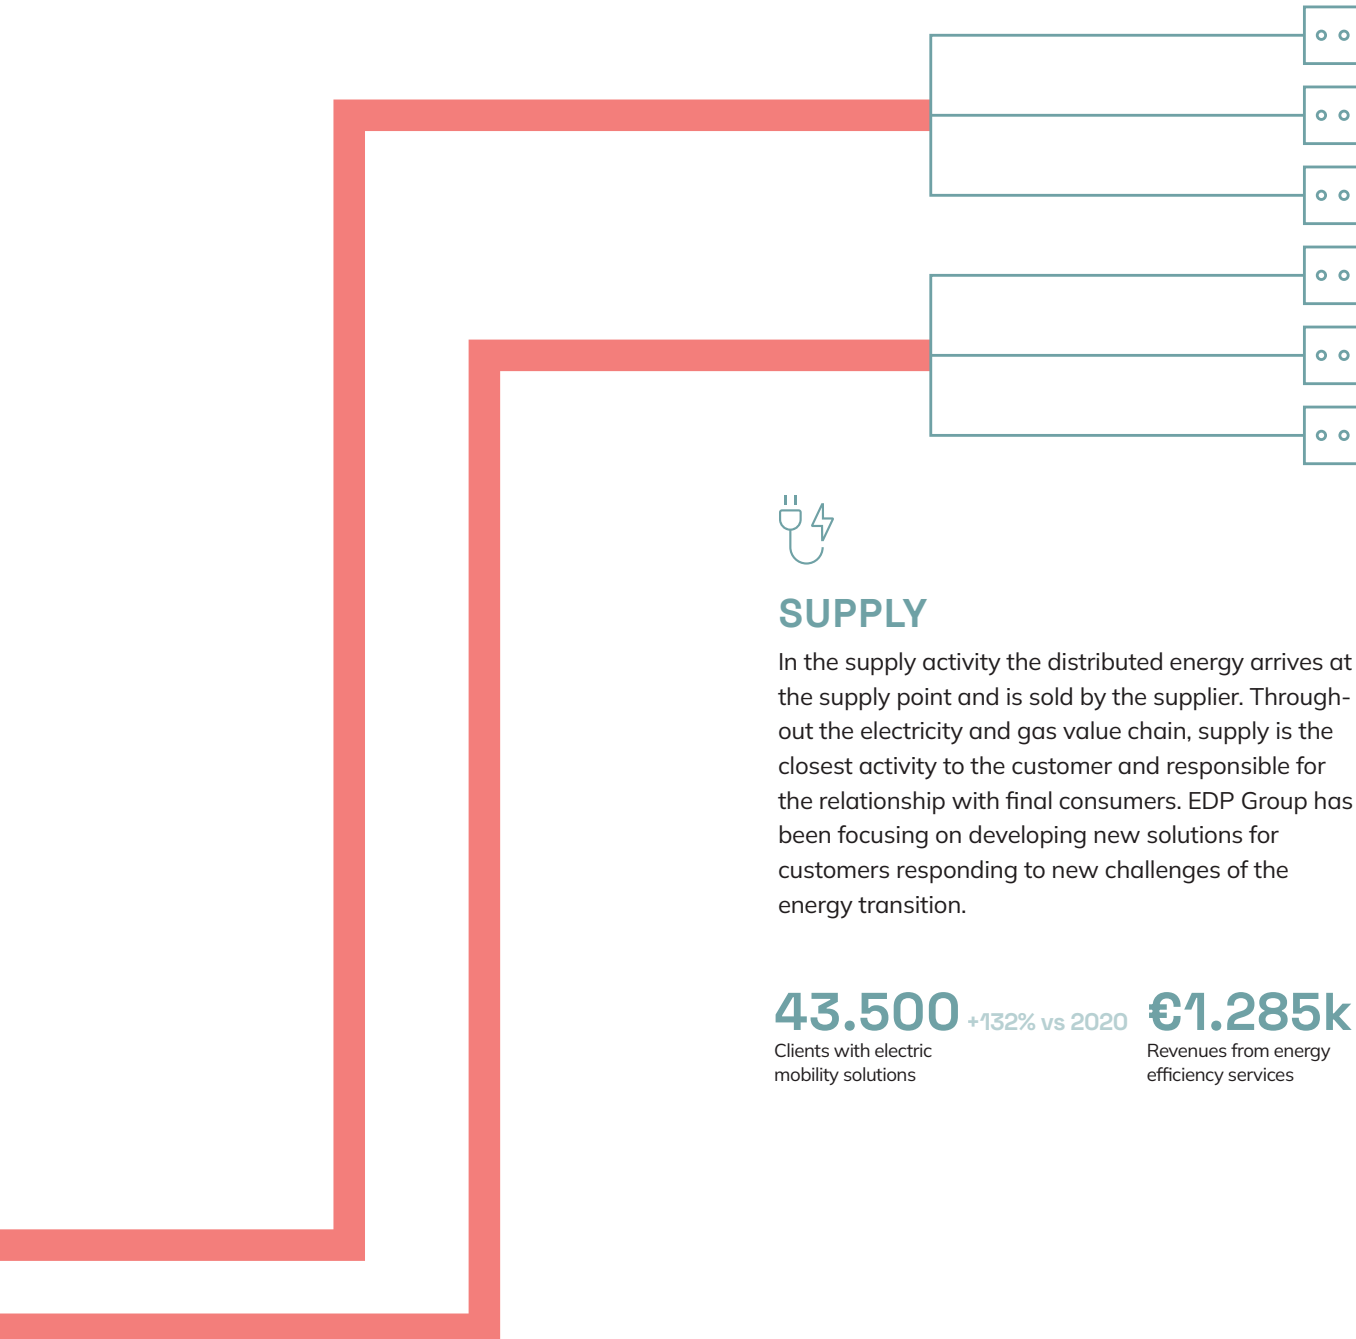 SUPPLY
In the supply activity the distributed energy arrives at
the supply point and is sold by the supplier. Through-
out the electricity and gas value chain, supply is the
closest activity to the customer and responsible for
the relationship with final consumers. EDP Group has
been focusing on developing new solutions for
customers responding to new challenges of the
energy transition.
43.500 +132% vs 2020
Clients with electric
mobility solutions
€1.285k
Revenues from energy
efficiency services